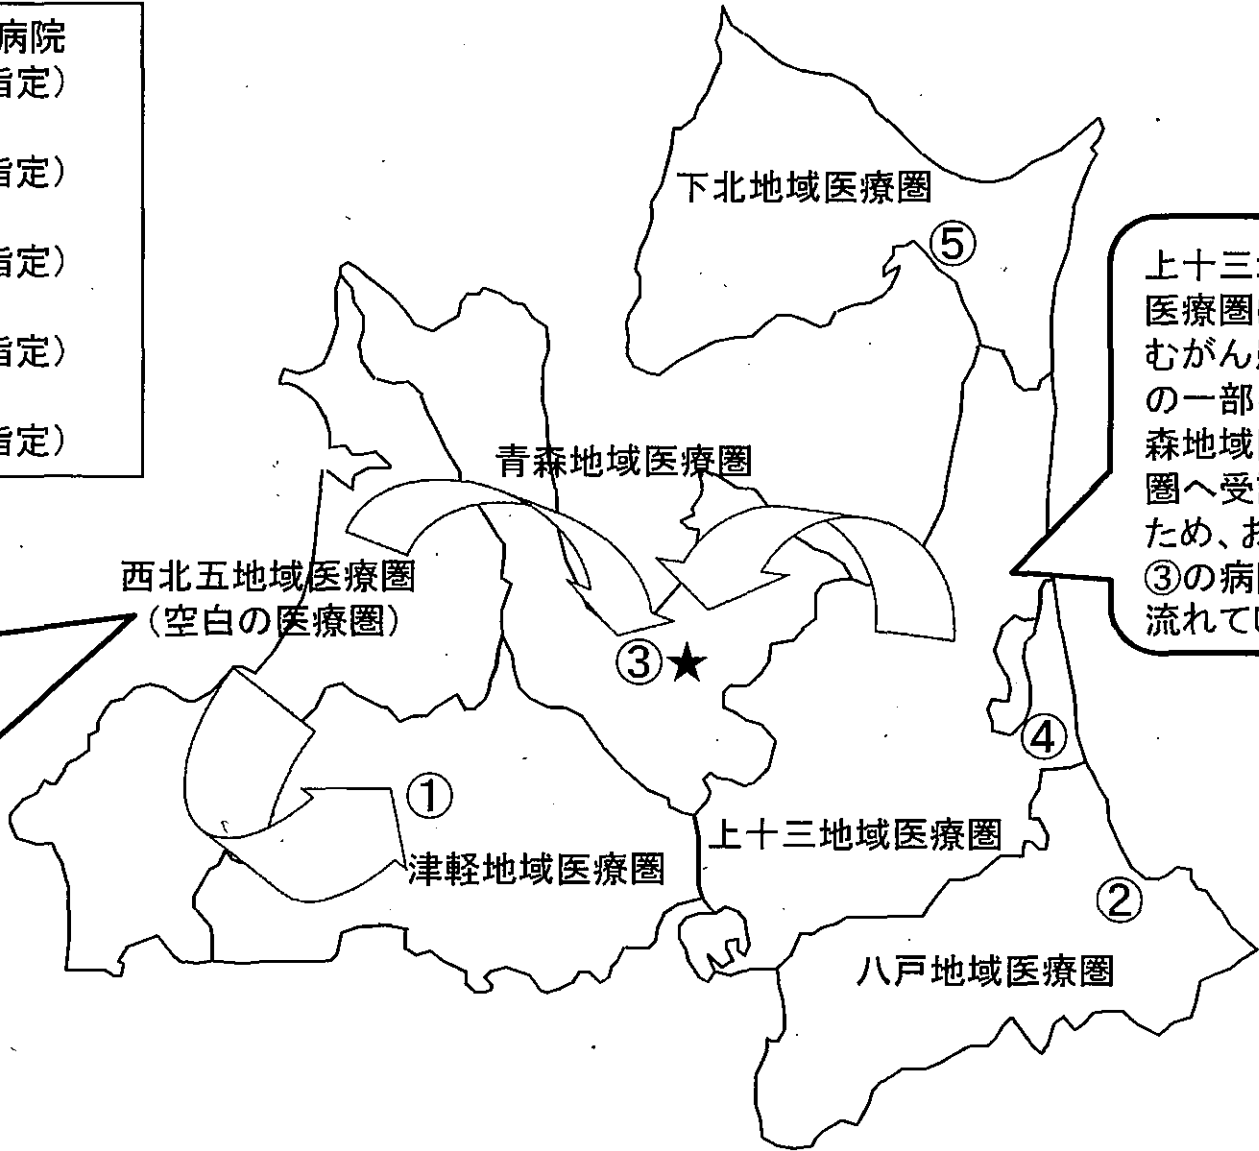 病院
指定）
指定）
指定）
指定）
指定）
下北地域医療圏
⑤
青森地域医療圏
西北五地域医療圏
（空白の医療圏）
③★
①
④
上十三地域医療圏
津軽地域医療圏
②
八戸地域医療圏
上十三
医療圏
むがん
の一部
森地域
圏へ受
ため、お
③の病
流れて